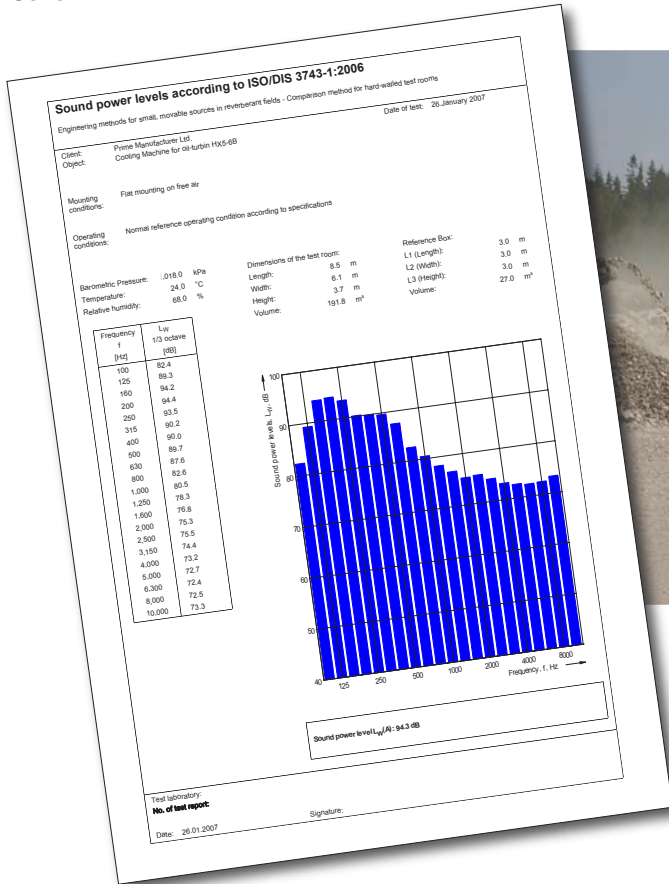 Sound power levels according to ISO/DIS 3743-1:2006
Engineering methods for small, movable sources in reverberant fields - Comparison method for hard-walled test rooms
Client: Prime Manufacturer Ltd. Date of test: 26.January 2007
Object: Cooling Machine for oil-turbin HX5-6B
Mounting conditions: Flat mounting on free air
Operating conditions: Normal reference operating condition according to specifications
Barometric Pressure: :,018,0 kPa
Temperature: 24.0 °C
Relative humidity: 68.0 %
Dimensions of the test room:
Length: 8.5 m
Width: 6.1 m
Height: 3.7 m
Volume: 191.8 m³
Reference Box:
L1 (Length): 3,0 m
L2 (Width): 3,0 m
L3 (Height): 3,0 m
Volume: 27.0 m³
Frequency f [Hz] LW 1/3 octave [dB]
100 82.4
125 89.3
160 94.2
200 94.4
250 93.5
315 90.2
400 90.0
500 89.7
630 87.6
800 82.6
1,000 80.5
1,250 78.3
1,600 76.8
2,000 75.3
2,500 75.5
3,150 74.4
4,000 73.2
5,000 72.7
6,300 72.4
8,000 72.5
10,000 73.3
Sound power levels, LW, dB
100
90
80
70
60
50
40
125 250 500 1000 2000 4000 8000
Frequency, f, Hz
Sound power level LW(A): 94.3 dB
Test laboratory:
No. of test report:
Date: 26.01.2007 Signature: